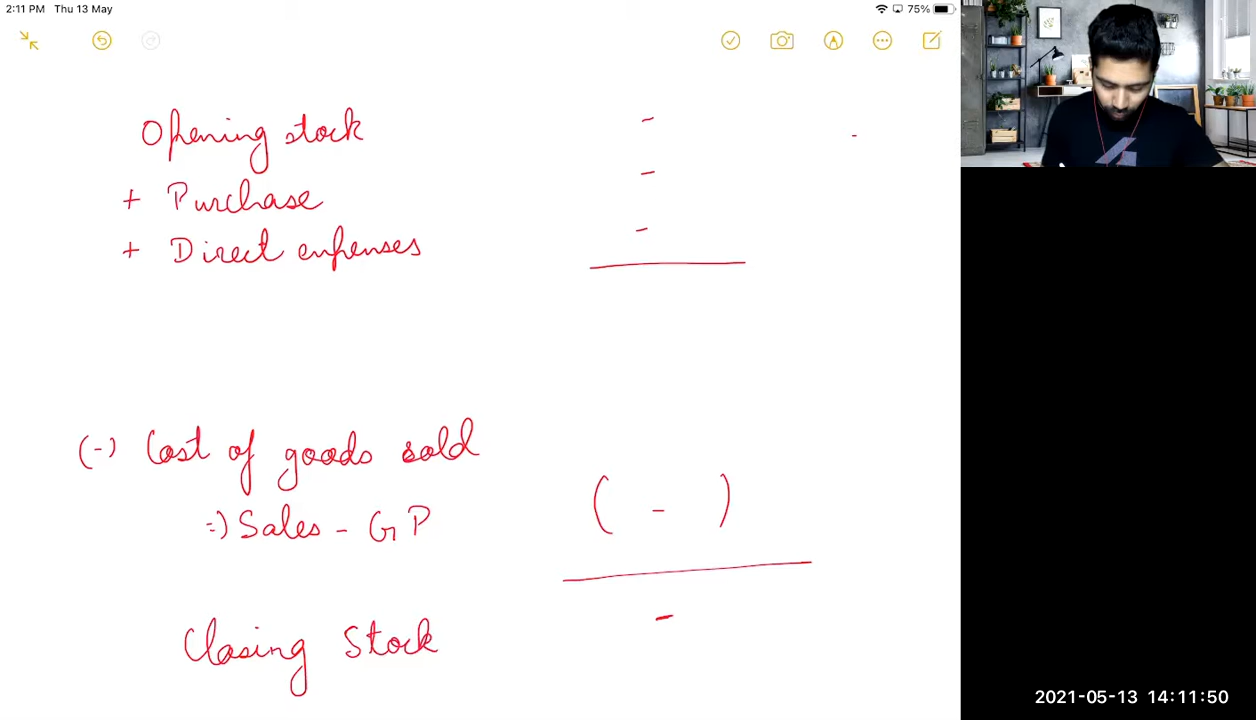 2:11 PM Thu 13 May 75%
Opening stock -
+ Purchase -
+ Direct expenses -
(-) Cost of goods sold
=) Sales - GP ( - )
Closing Stock -
2021-05-13 14:11:50